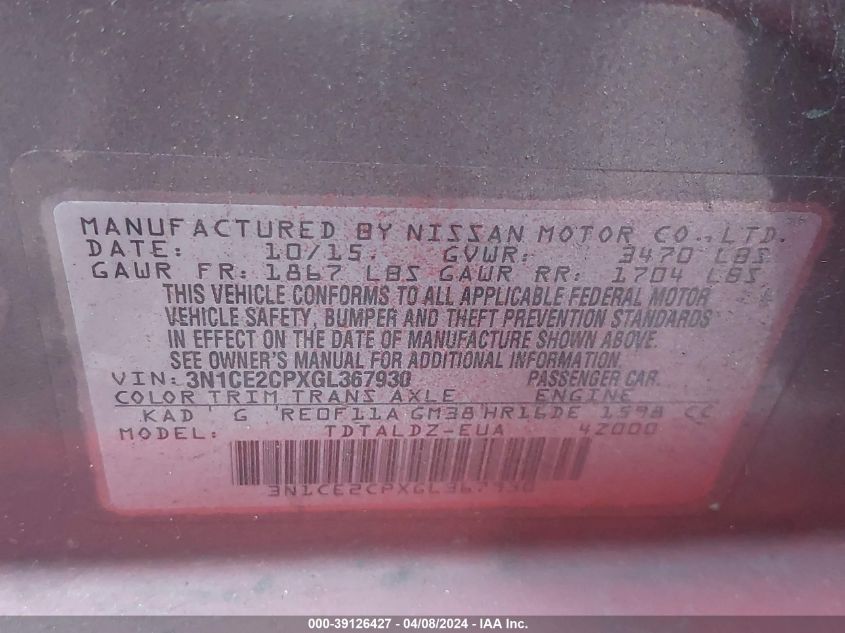 MANUFACTURED BY NISSAN MOTOR CO., LTD.
DATE: 10/15 GVWR: 3470 LBS
GAWR FR: 1867 LBS GAWR RR: 1704 LBS
THIS VEHICLE CONFORMS TO ALL APPLICABLE FEDERAL MOTOR
VEHICLE SAFETY, BUMPER AND THEFT PREVENTION STANDARDS
IN EFFECT ON THE DATE OF MANUFACTURE SHOWN ABOVE.
SEE OWNER'S MANUAL FOR ADDITIONAL INFORMATION.
VIN: 3N1CE2CPXGL367930 PASSENGER CAR
COLOR TRIM TRANS AXLE ENGINE
KAD G RE0F11A GM38 HR16DE 1598 CC
MODEL: TDTALDZ-EUA 4Z000
3N1CE2CPXGL367930
000-39126427 - 04/08/2024 - IAA Inc.